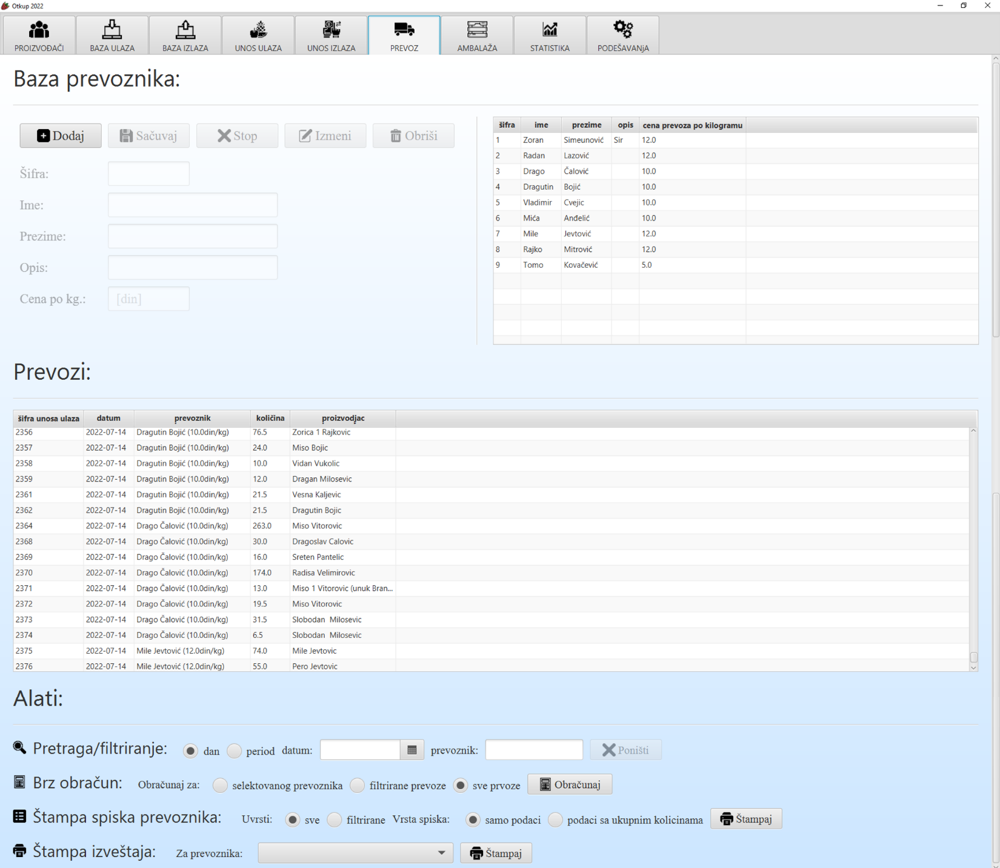 Otkup 2022
PROIZVOĐAČI BAZA ULAZA BAZA IZLAZA UNOS ULAZA UNOS IZLAZA PREVOZ AMBALAŽA STATISTIKA PODEŠAVANjA
Baza prevoznika:
Dodaj Sačuvaj Stop Izmeni Obriši
Šifra:
Ime:
Prezime:
Opis:
Cena po kg.: [din]
šifra ime prezime opis cena prevoza po kilogramu
1 Zoran Simeunović Sir 12.0
2 Radan Lazović 12.0
3 Drago Čalović 10.0
4 Dragutin Bojić 10.0
5 Vladimir Cvejic 10.0
6 Mića Anđelić 10.0
7 Mile Jevtović 12.0
8 Rajko Mitrović 12.0
9 Tomo Kovačević 5.0
Prevozi:
šifra unosa ulaza datum prevoznik količina proizvodjac
2356 2022-07-14 Dragutin Bojić (10.0din/kg) 76.5 Zorica 1 Rajkovic
2357 2022-07-14 Dragutin Bojić (10.0din/kg) 24.0 Miso Bojic
2358 2022-07-14 Dragutin Bojić (10.0din/kg) 10.0 Vidan Vukolic
2359 2022-07-14 Dragutin Bojić (10.0din/kg) 12.0 Dragan Milosevic
2361 2022-07-14 Dragutin Bojić (10.0din/kg) 21.5 Vesna Kaljevic
2362 2022-07-14 Dragutin Bojić (10.0din/kg) 21.5 Dragutin Bojic
2364 2022-07-14 Drago Čalović (10.0din/kg) 263.0 Miso Vitorovic
2368 2022-07-14 Drago Čalović (10.0din/kg) 30.0 Dragoslav Calovic
2369 2022-07-14 Drago Čalović (10.0din/kg) 16.0 Sreten Pantelic
2370 2022-07-14 Drago Čalović (10.0din/kg) 174.0 Radisa Velimirovic
2371 2022-07-14 Drago Čalović (10.0din/kg) 13.0 Miso 1 Vitorovic (unuk Bran...
2372 2022-07-14 Drago Čalović (10.0din/kg) 19.5 Miso Vitorovic
2373 2022-07-14 Drago Čalović (10.0din/kg) 31.5 Slobodan Milosevic
2374 2022-07-14 Drago Čalović (10.0din/kg) 6.5 Slobodan Milosevic
2375 2022-07-14 Mile Jevtović (12.0din/kg) 74.0 Mile Jevtovic
2376 2022-07-14 Mile Jevtović (12.0din/kg) 55.0 Pero Jevtovic
Alati:
Pretraga/filtriranje: dan period datum: prevoznik: Poništi
Brz obračun: Obračunaj za: selektovanog prevoznika filtrirane prevoze sve prvoze Obračunaj
Štampa spiska prevoznika: Uvrsti: sve filtrirane Vrsta spiska: samo podaci podaci sa ukupnim kolicinama Štampaj
Štampa izveštaja: Za prevoznika: Štampaj